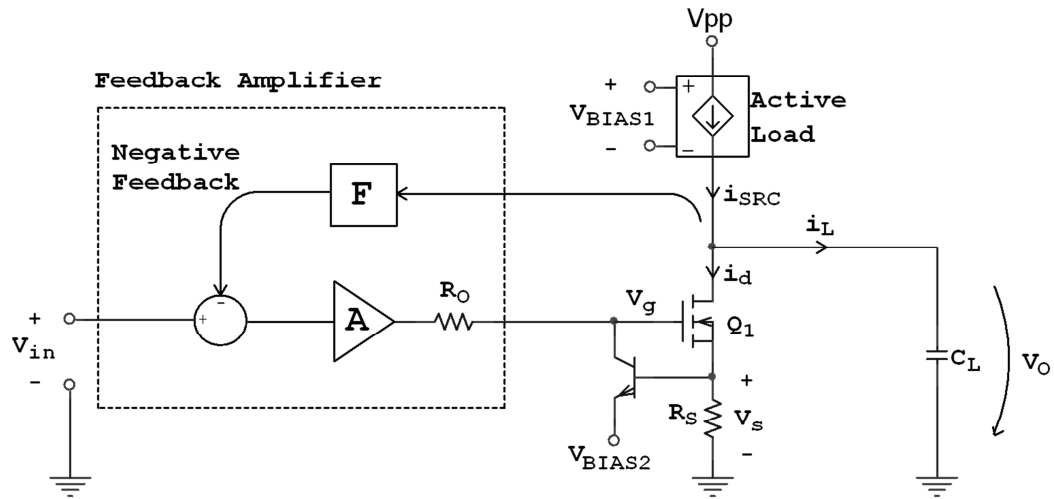 Vpp
Feedback Amplifier
+
+
VBIAS1
-
-
Active
Load
Negative
Feedback
F
iSRC
iL
-
id
+
Vin
-
+
A
RO
Vg
Q1
CL
VO
+
RS
Vs
-
VBIAS2